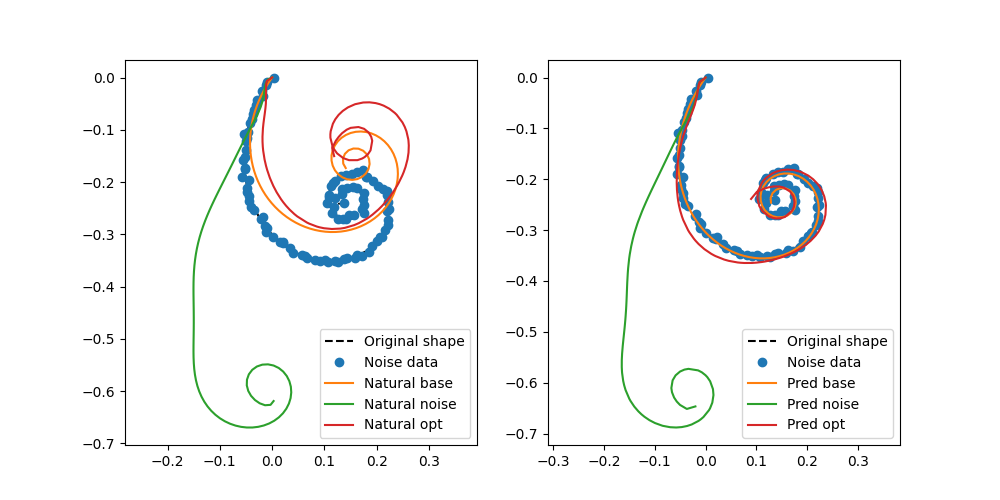 0.0
−0.1
−0.2
−0.3
−0.4
−0.5
−0.6
−0.7
−0.2
−0.1
0.0
0.1
0.2
0.3
Original shape
Noise data
Natural base
Natural noise
Natural opt
0.0
−0.1
−0.2
−0.3
−0.4
−0.5
−0.6
−0.7
−0.3
−0.2
−0.1
0.0
0.1
0.2
0.3
Original shape
Noise data
Pred base
Pred noise
Pred opt